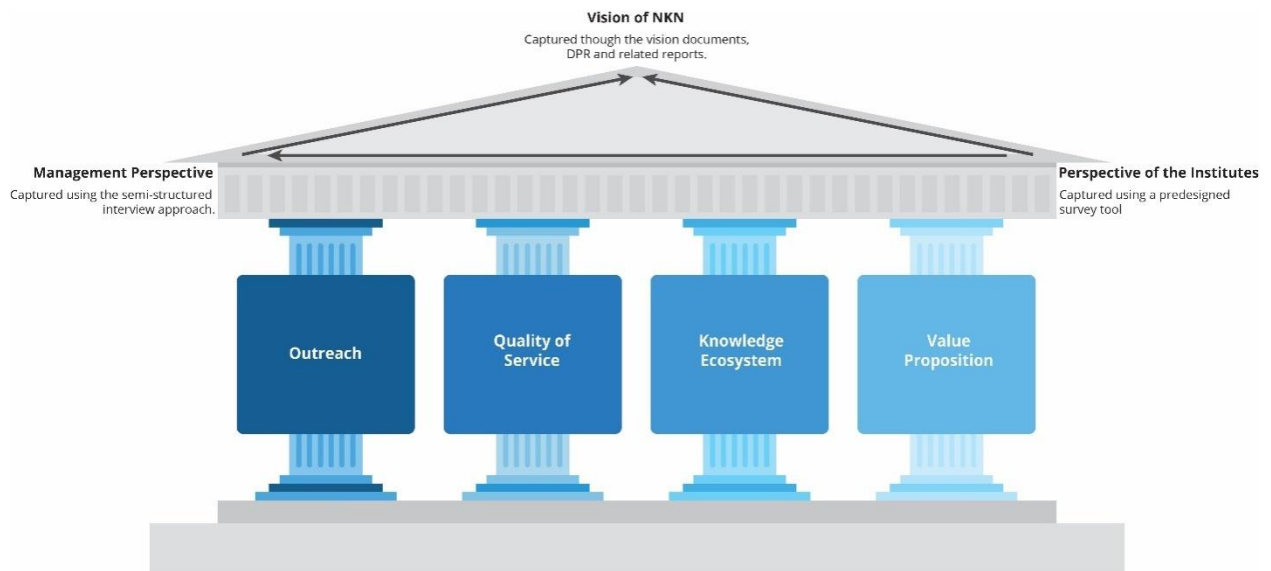 Vision of NKN
Captured though the vision documents,
DPR and related reports.
Management Perspective
Captured using the semi-structured
interview approach.
Perspective of the Institutes
Captured using a predesigned
survey tool
Outreach
Quality of
Service
Knowledge
Ecosystem
Value
Proposition